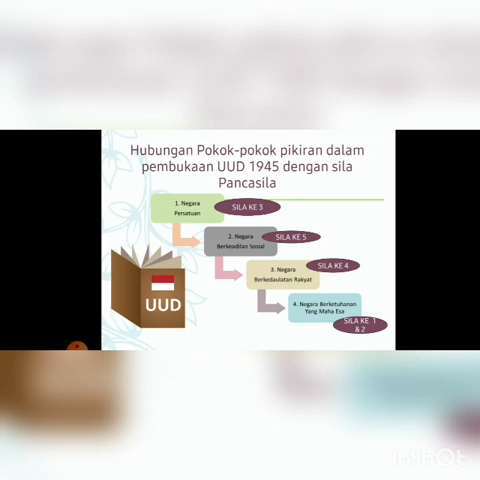 Hubungan Pokok-pokok pikiran dalam
pembukaan UUD 1945 dengan sila
Pancasila
1. Negara
Persatuan
SILA KE 3
2. Negara
Berkeadilan Sosial
SILA KE 5
3. Negara
Berkedaulatan Rakyat
SILA KE 4
4. Negara Berketuhanan
Yang Maha Esa
SILA KE 1
& 2
UUD
InShOt